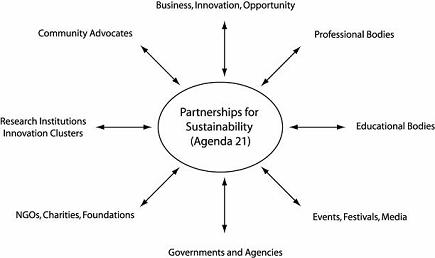 Business, Innovation, Opportunity
Community Advocates
Professional Bodies
Partnerships for
Sustainability
(Agenda 21)
Research Institutions
Innovation Clusters
Educational Bodies
NGOs, Charities, Foundations
Events, Festivals, Media
Governments and Agencies